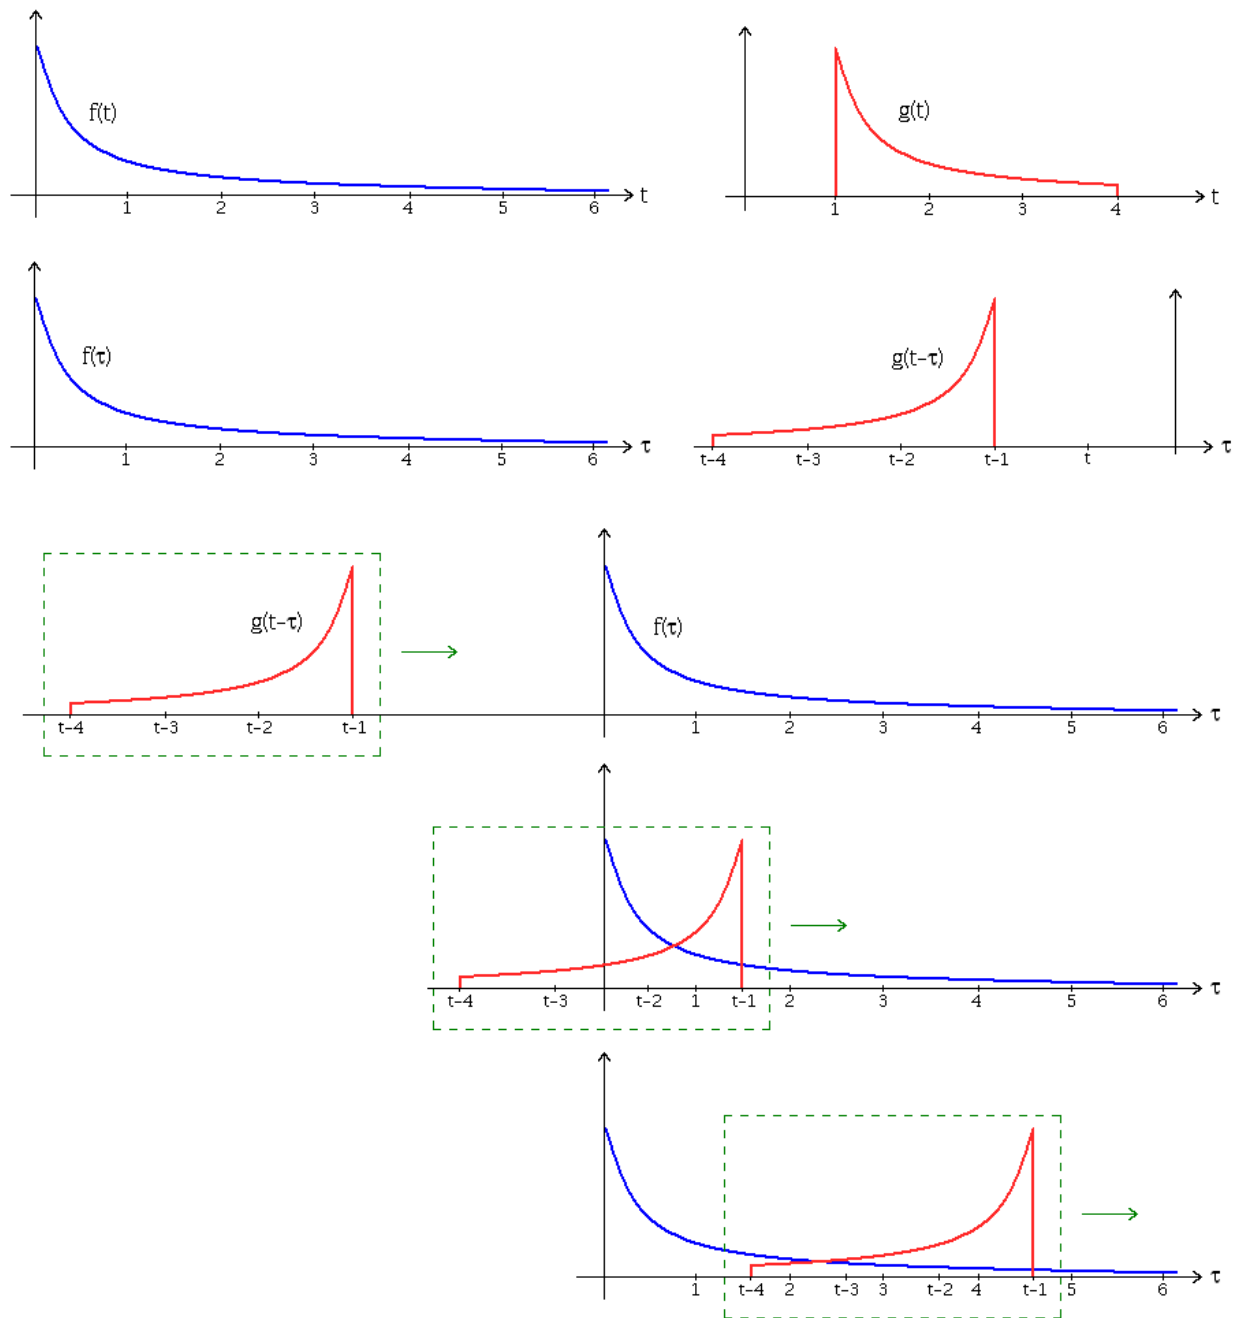 f(t)
g(t)
1 2 3 4 5 6 t
1 2 3 4 t
f(τ)
g(t-τ)
1 2 3 4 5 6 τ
t-4 t-3 t-2 t-1 t τ
g(t-τ)
f(τ)
t-4 t-3 t-2 t-1 1 2 3 4 5 6 τ
t-4 t-3 t-2 1 t-1 2 3 4 5 6 τ
1 t-4 2 t-3 3 t-2 4 t-1 5 6 τ